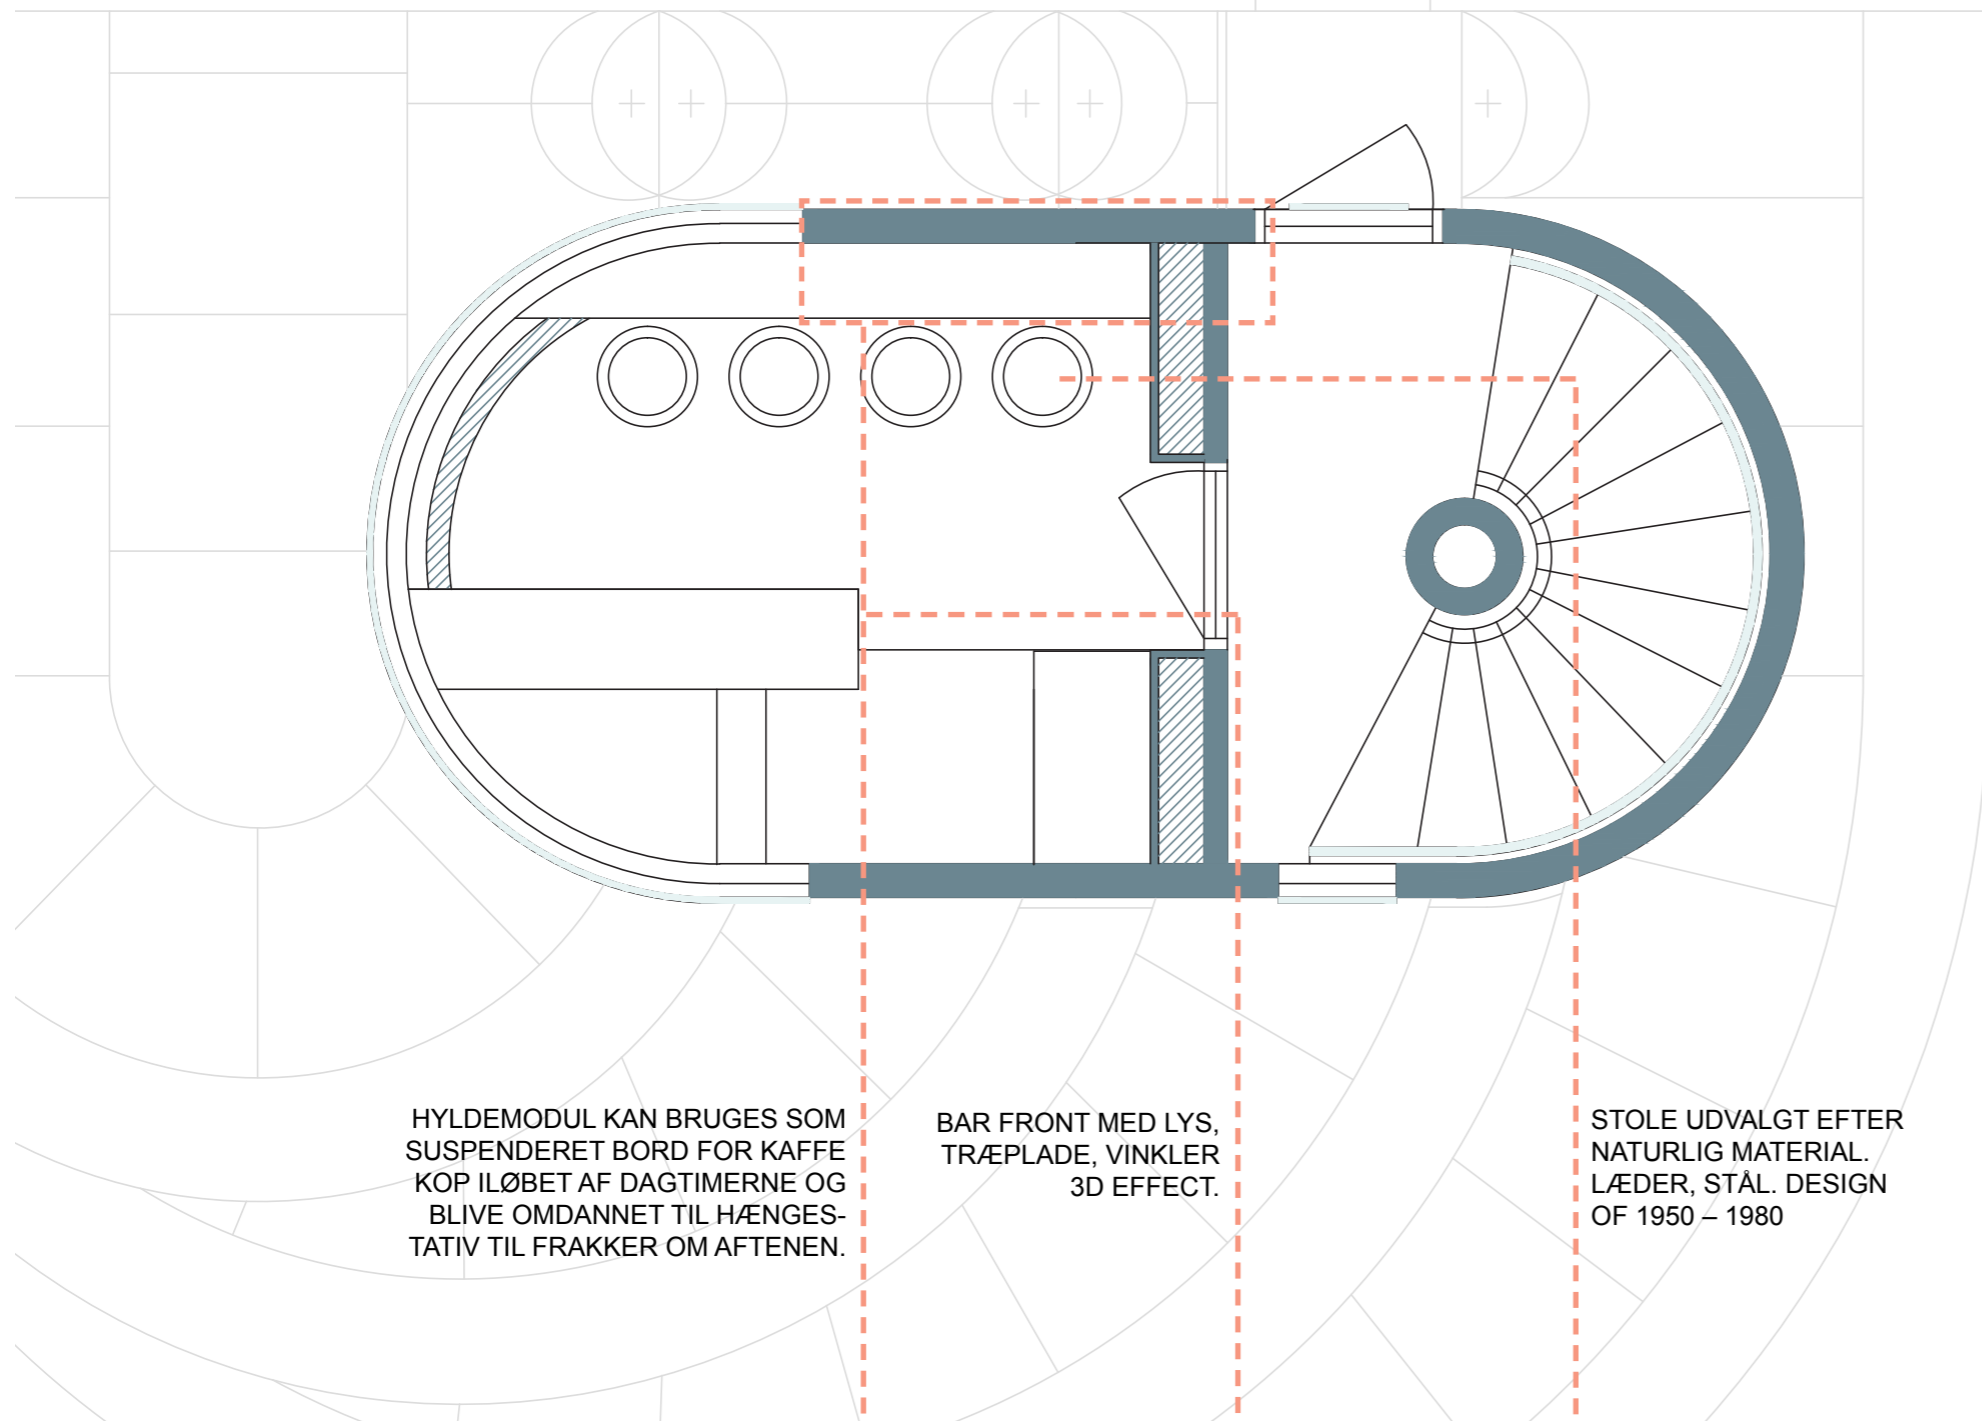 HYLDEMODUL KAN BRUGES SOM
SUSPENDERET BORD FOR KAFFE
KOP ILØBET AF DAGTIMERNE OG
BLIVE OMDANNET TIL HÆNGES-
TATIV TIL FRAKKER OM AFTENEN.
BAR FRONT MED LYS,
TRÆPLADE, VINKLER
3D EFFECT.
STOLE UDVALGT EFTER
NATURLIG MATERIAL.
LÆDER, STÅL. DESIGN
OF 1950 – 1980